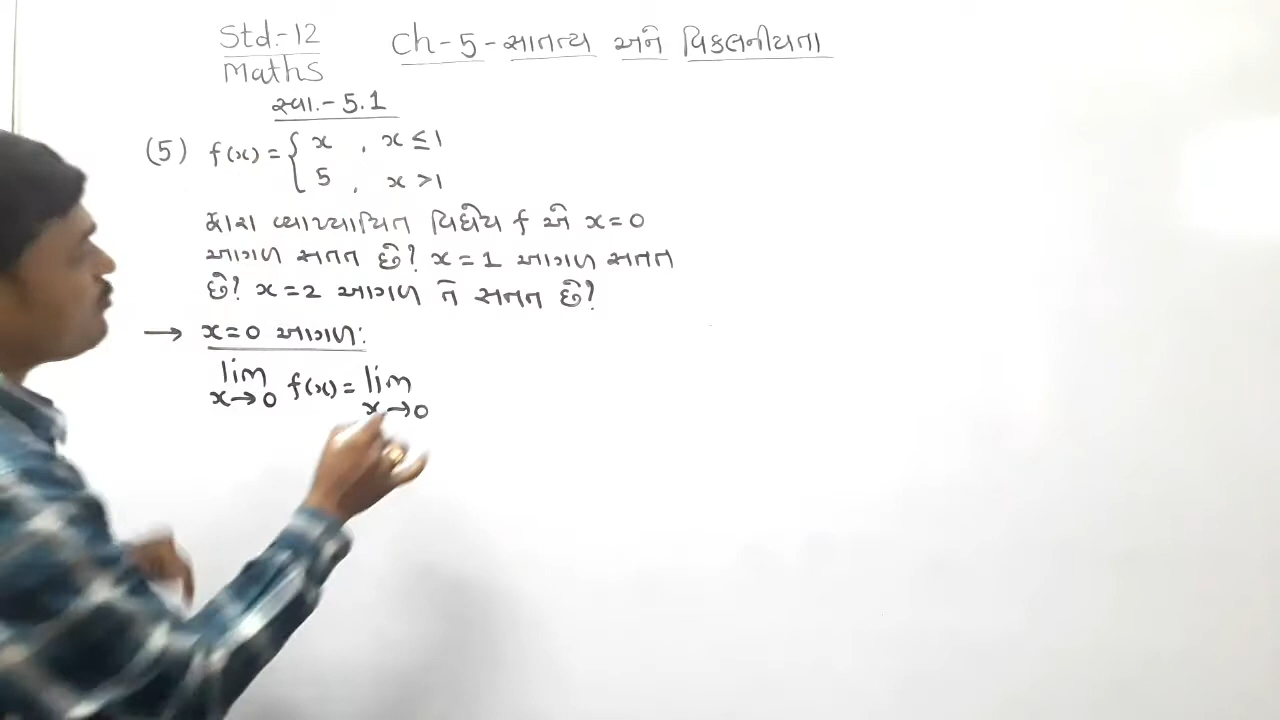 Std:-12
Maths
Ch-5-સાતત્ય અને વિકલનીયતા
સ્વા.-5.1
(5) f(x) = { x , x ≤ 1
5 , x > 1
દ્વારા વ્યાખ્યાયિત વિધેય f એ x = 0
આગળ સતત છે? x = 1 આગળ સતત
છે? x = 2 આગળ તે સતત છે?
→ x = 0 આગળ:
lim x→0 f(x) = lim x→0